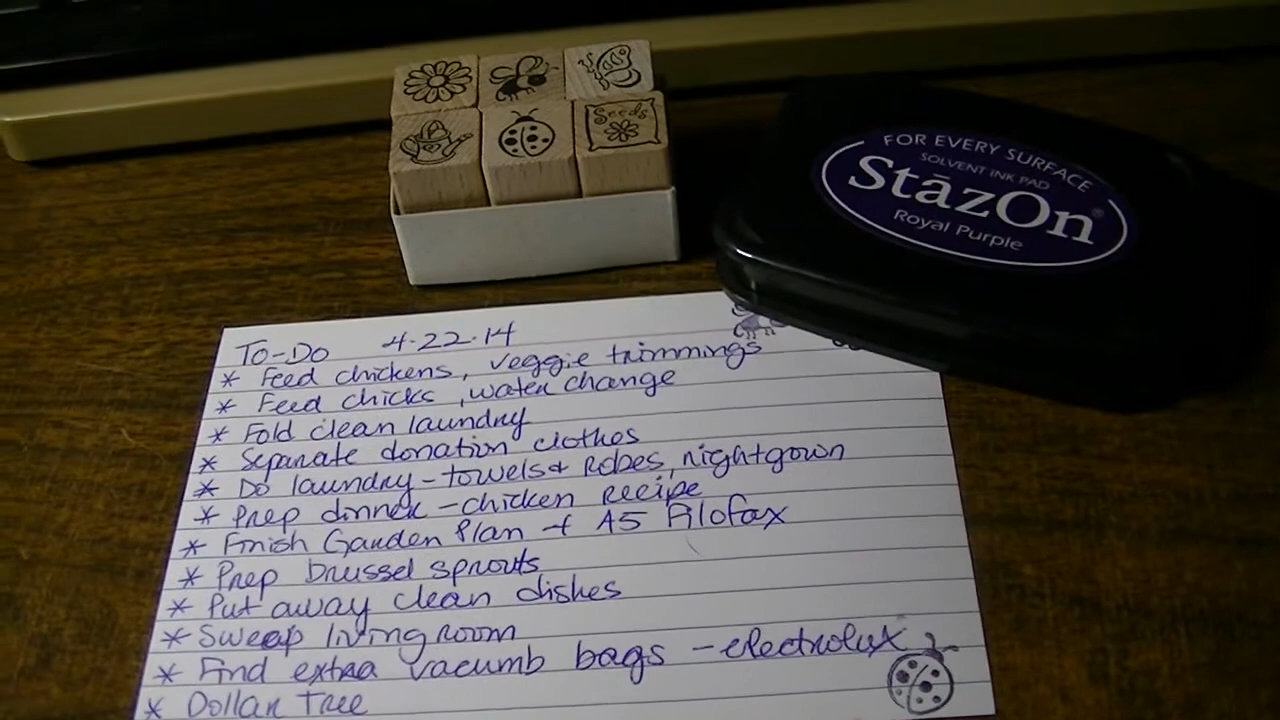 Seeds
FOR EVERY SURFACE
SOLVENT INK PAD
StāzOn®
Royal Purple
To-Do 4.22.14
* Feed chickens, veggie trimmings
* Feed chicks, water change
* Fold clean laundry
* Separate donation clothes
* Do laundry - towels + Robes, nightgown
* Prep dinner - chicken recipe
* Finish Garden Plan + A5 Filofax
* Prep brussel sprouts
* Put away clean dishes
* Sweep living room
* Find extra vacumb bags - electrolux
* Dollar Tree